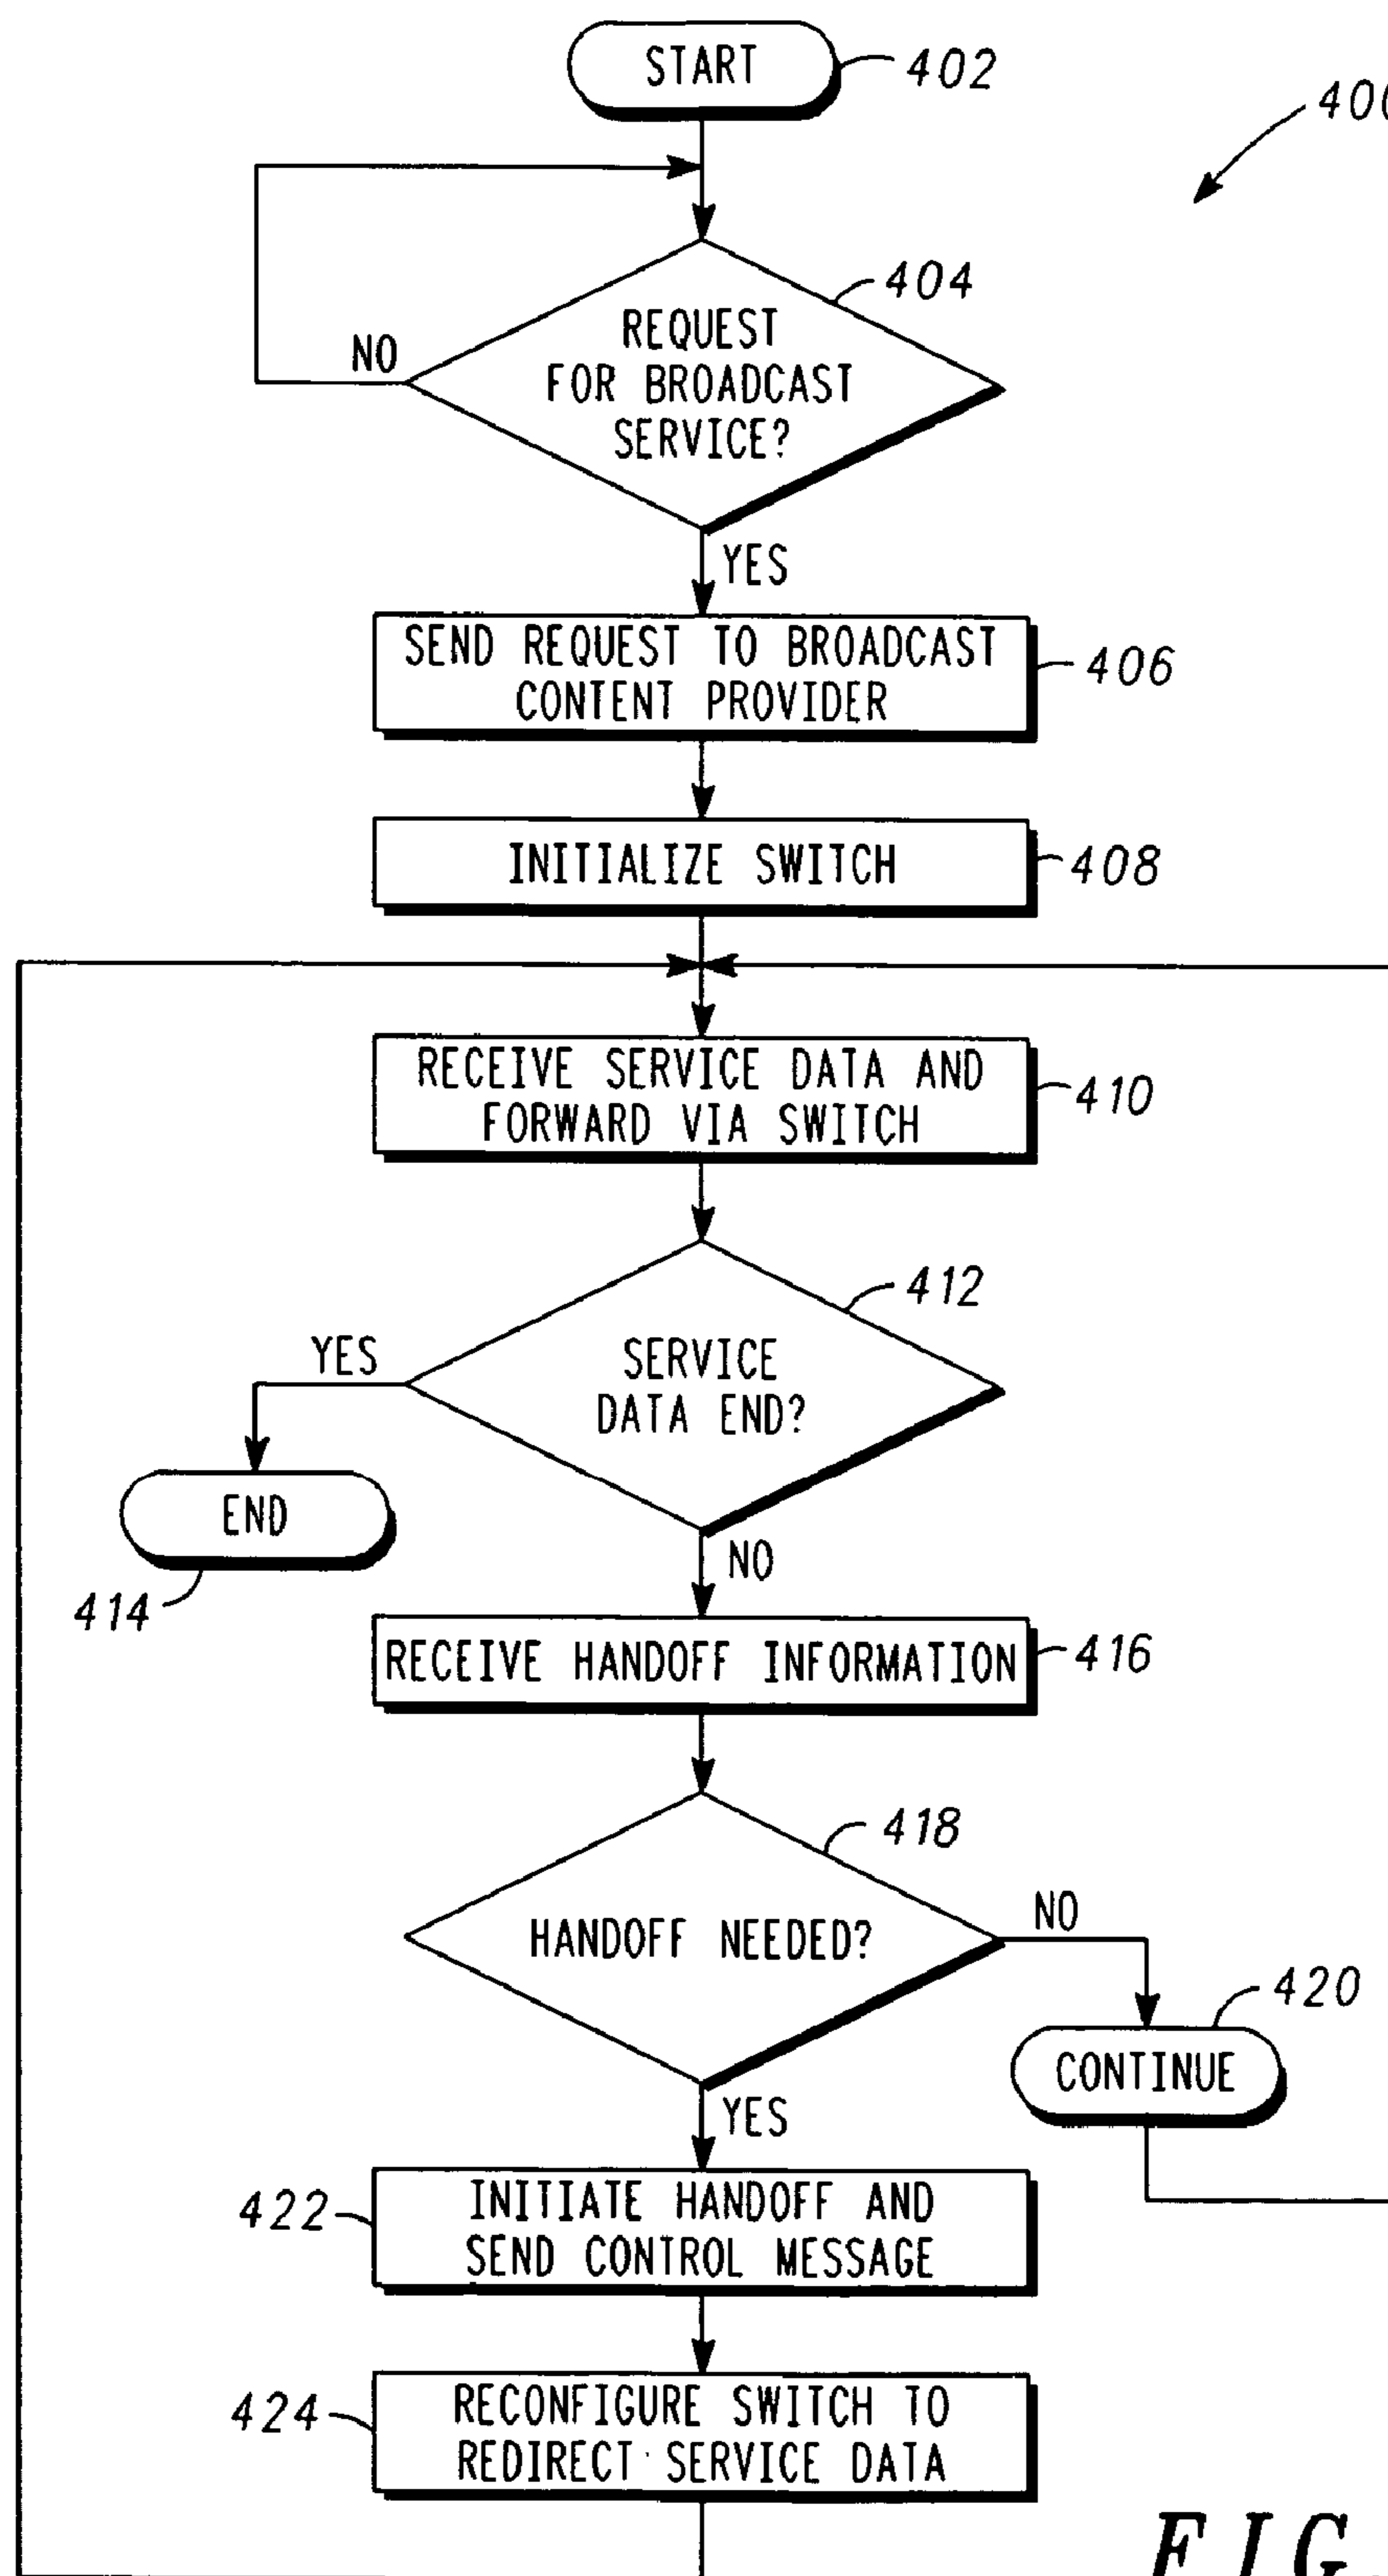 START
402
REQUEST
FOR BROADCAST
SERVICE?
404
NO
YES
SEND REQUEST TO BROADCAST
CONTENT PROVIDER
406
INITIALIZE SWITCH
408
RECEIVE SERVICE DATA AND
FORWARD VIA SWITCH
410
412
SERVICE
DATA END?
YES
END
414
NO
RECEIVE HANDOFF INFORMATION
416
418
HANDOFF NEEDED?
NO
420
CONTINUE
YES
INITIATE HANDOFF AND
SEND CONTROL MESSAGE
422
RECONFIGURE SWITCH TO
REDIRECT SERVICE DATA
424
FIG.